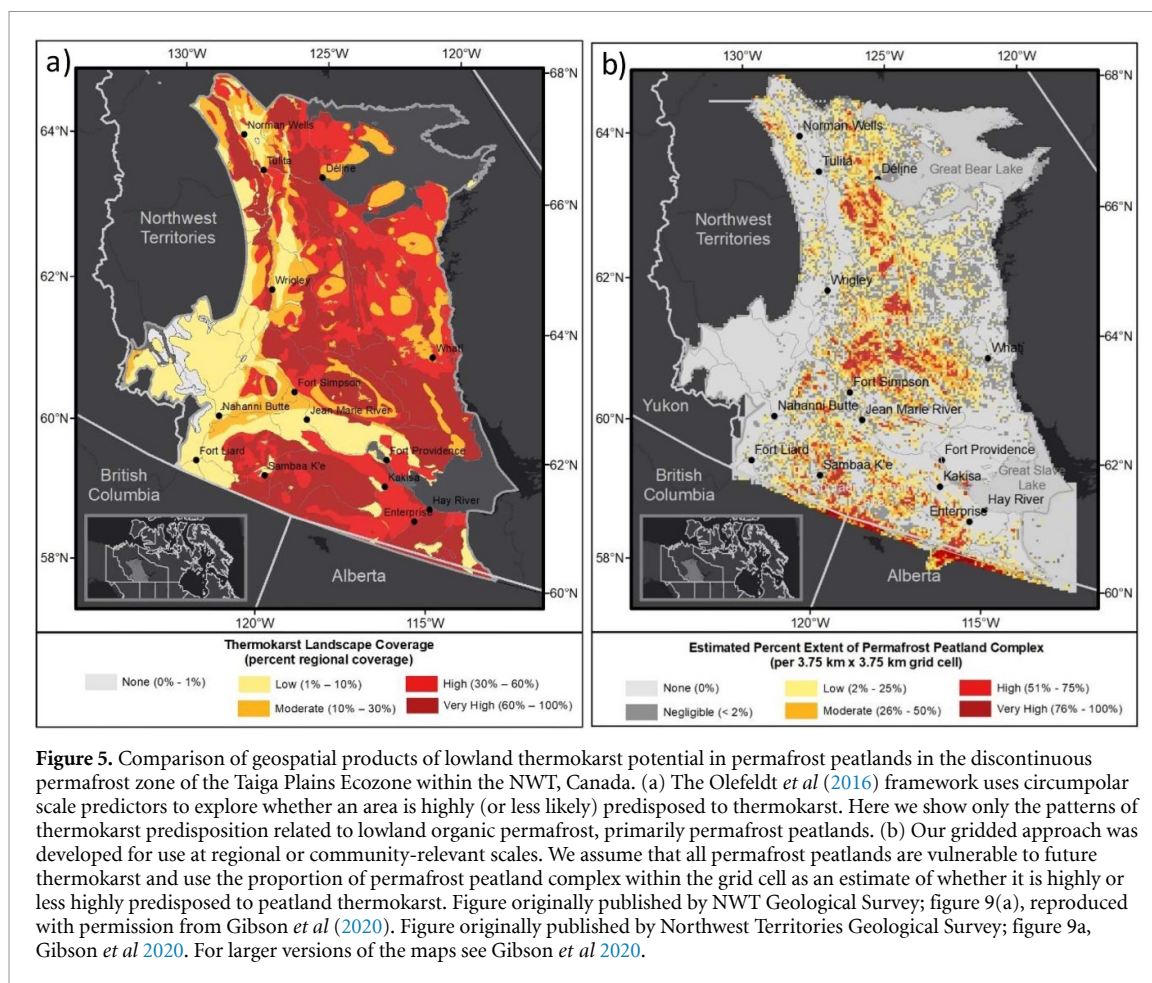 a)
130°W
125°W
120°W
68°N
64°N
Norman Wells
Tulita
Déline
Northwest
Territories
66°N
62°N
Wrigley
64°N
Whatì
Fort Simpson
60°N
Nahanni Butte
Jean Marie River
Fort Liard
Fort Providence
62°N
Sambaa K'e
Kakisa
British
Columbia
Hay River
Enterprise
58°N
Alberta
60°N
120°W
115°W
Thermokarst Landscape Coverage
(percent regional coverage)
None (0% - 1%)
Low (1% – 10%)
High (30% – 60%)
Moderate (10% – 30%)
Very High (60% – 100%)
b)
130°W
125°W
120°W
68°N
64°N
Norman Wells
Tulita
Déline
Great Bear Lake
Northwest
Territories
66°N
62°N
Wrigley
64°N
Whatì
Fort Simpson
Yukon
60°N
Nahanni Butte
Jean Marie River
Fort Liard
Fort Providence
62°N
Sambaa K'e
Kakisa
Great Slave
Lake
British
Columbia
Hay River
Enterprise
58°N
Alberta
60°N
120°W
115°W
Estimated Percent Extent of Permafrost Peatland Complex
(per 3.75 km x 3.75 km grid cell)
None (0%)
Low (2% - 25%)
High (51% - 75%)
Negligible (< 2%)
Moderate (26% - 50%)
Very High (76% - 100%)
Figure 5. Comparison of geospatial products of lowland thermokarst potential in permafrost peatlands in the discontinuous
permafrost zone of the Taiga Plains Ecozone within the NWT, Canada. (a) The Olefeldt et al (2016) framework uses circumpolar
scale predictors to explore whether an area is highly (or less likely) predisposed to thermokarst. Here we show only the patterns of
thermokarst predisposition related to lowland organic permafrost, primarily permafrost peatlands. (b) Our gridded approach was
developed for use at regional or community-relevant scales. We assume that all permafrost peatlands are vulnerable to future
thermokarst and use the proportion of permafrost peatland complex within the grid cell as an estimate of whether it is highly or
less highly predisposed to peatland thermokarst. Figure originally published by NWT Geological Survey; figure 9(a), reproduced
with permission from Gibson et al (2020). Figure originally published by Northwest Territories Geological Survey; figure 9a,
Gibson et al 2020. For larger versions of the maps see Gibson et al 2020.